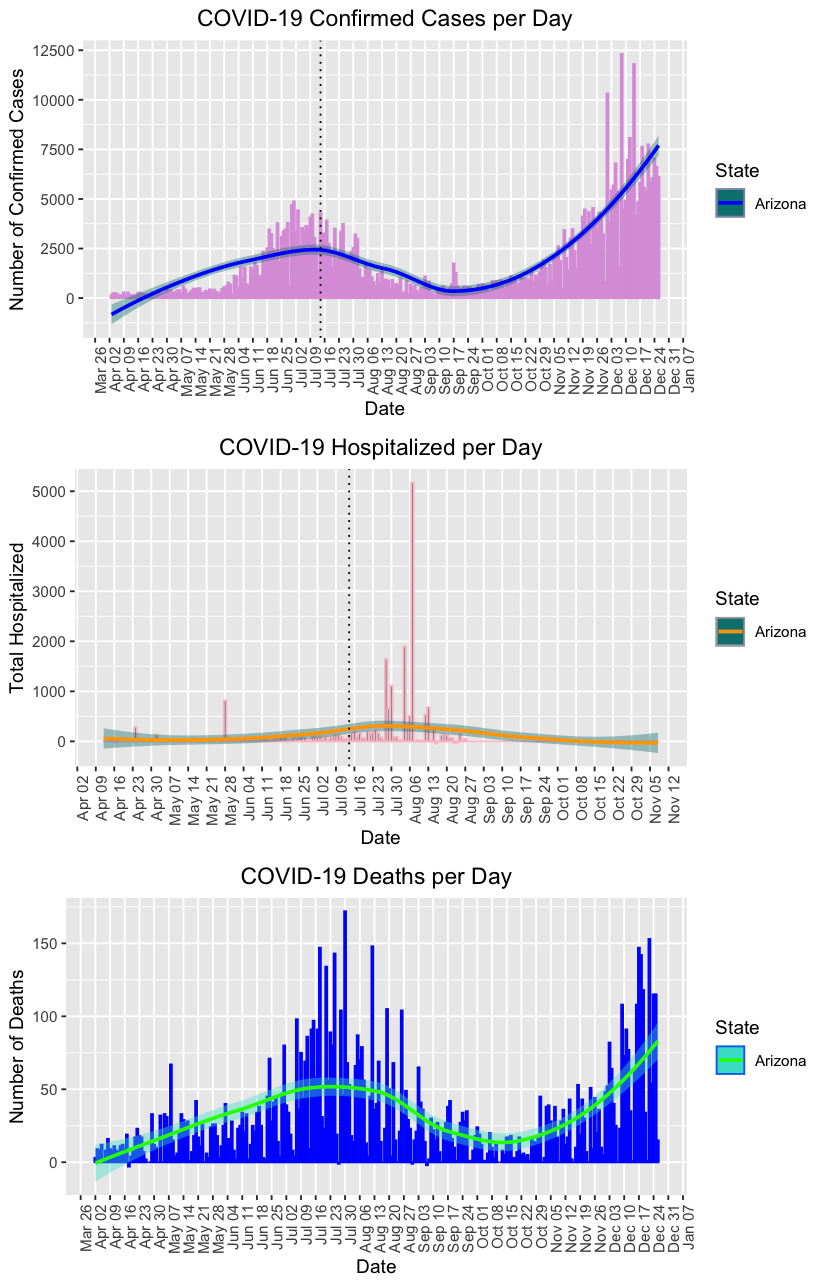 COVID-19 Confirmed Cases per Day
Number of Confirmed Cases
12500
10000
7500
5000
2500
0
Mar 26
Apr 02
Apr 09
Apr 16
Apr 23
Apr 30
May 07
May 14
May 21
May 28
Jun 04
Jun 11
Jun 18
Jun 25
Jul 02
Jul 09
Jul 16
Jul 23
Jul 30
Aug 06
Aug 13
Aug 20
Aug 27
Sep 03
Sep 10
Sep 17
Sep 24
Oct 01
Oct 08
Oct 15
Oct 22
Oct 29
Nov 05
Nov 12
Nov 19
Nov 26
Dec 03
Dec 10
Dec 17
Dec 24
Dec 31
Jan 07
Date
State
Arizona
COVID-19 Hospitalized per Day
Total Hospitalized
5000
4000
3000
2000
1000
0
Apr 02
Apr 09
Apr 16
Apr 23
Apr 30
May 07
May 14
May 21
May 28
Jun 04
Jun 11
Jun 18
Jun 25
Jul 02
Jul 09
Jul 16
Jul 23
Jul 30
Aug 06
Aug 13
Aug 20
Aug 27
Sep 03
Sep 10
Sep 17
Sep 24
Oct 01
Oct 08
Oct 15
Oct 22
Oct 29
Nov 05
Nov 12
Date
State
Arizona
COVID-19 Deaths per Day
Number of Deaths
150
100
50
0
Mar 26
Apr 02
Apr 09
Apr 16
Apr 23
Apr 30
May 07
May 14
May 21
May 28
Jun 04
Jun 11
Jun 18
Jun 25
Jul 02
Jul 09
Jul 16
Jul 23
Jul 30
Aug 06
Aug 13
Aug 20
Aug 27
Sep 03
Sep 10
Sep 17
Sep 24
Oct 01
Oct 08
Oct 15
Oct 22
Oct 29
Nov 05
Nov 12
Nov 19
Nov 26
Dec 03
Dec 10
Dec 17
Dec 24
Dec 31
Jan 07
Date
State
Arizona